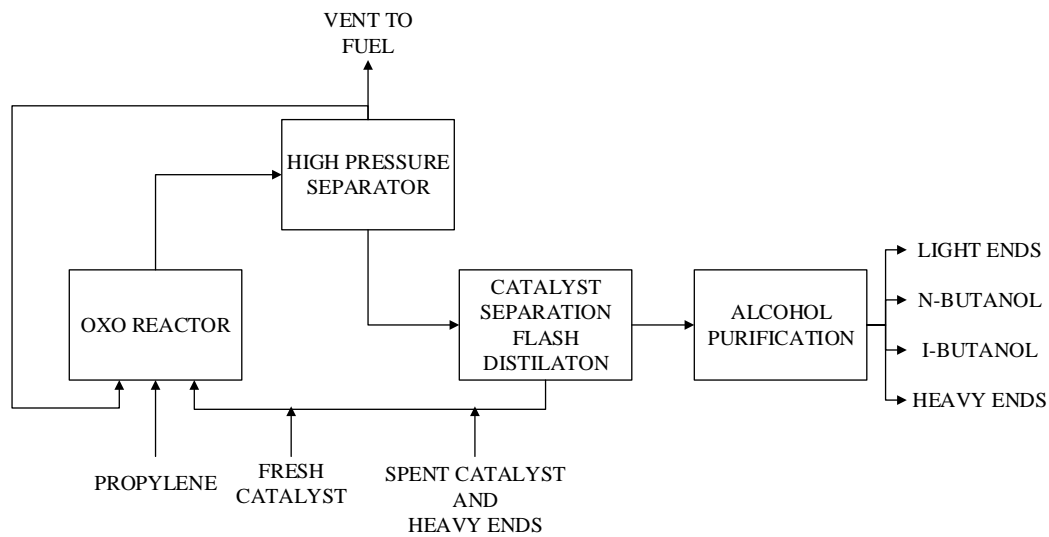 VENT TO
FUEL
HIGH PRESSURE
SEPARATOR
OXO REACTOR
CATALYST
SEPARATION
FLASH
DISTILATON
ALCOHOL
PURIFICATION
LIGHT ENDS
N-BUTANOL
I-BUTANOL
HEAVY ENDS
PROPYLENE
FRESH
CATALYST
SPENT CATALYST
AND
HEAVY ENDS